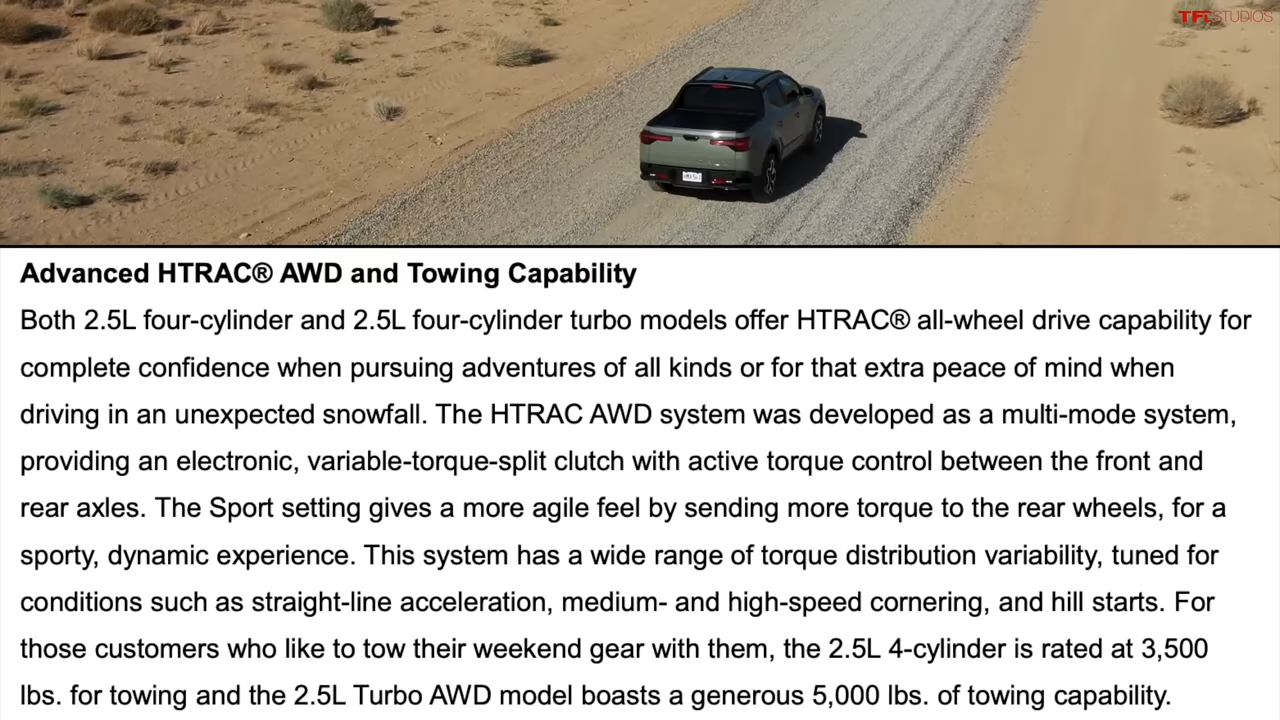 TFLSTUDIOS
Advanced HTRAC® AWD and Towing Capability
Both 2.5L four-cylinder and 2.5L four-cylinder turbo models offer HTRAC® all-wheel drive capability for
complete confidence when pursuing adventures of all kinds or for that extra peace of mind when
driving in an unexpected snowfall. The HTRAC AWD system was developed as a multi-mode system,
providing an electronic, variable-torque-split clutch with active torque control between the front and
rear axles. The Sport setting gives a more agile feel by sending more torque to the rear wheels, for a
sporty, dynamic experience. This system has a wide range of torque distribution variability, tuned for
conditions such as straight-line acceleration, medium- and high-speed cornering, and hill starts. For
those customers who like to tow their weekend gear with them, the 2.5L 4-cylinder is rated at 3,500
lbs. for towing and the 2.5L Turbo AWD model boasts a generous 5,000 lbs. of towing capability.